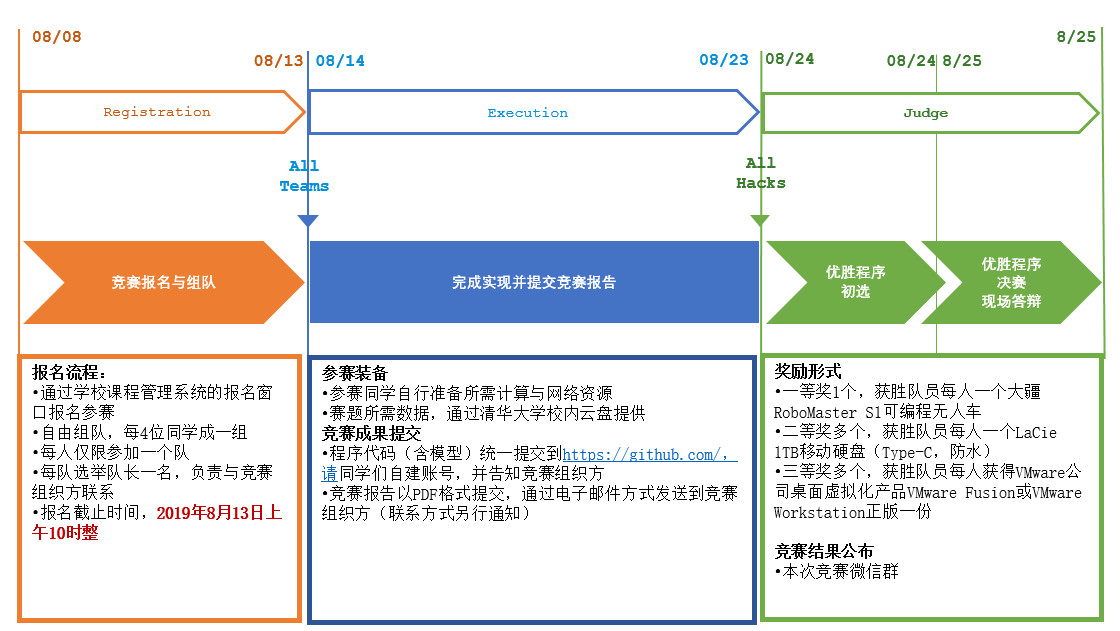 08/08
08/13
08/14
08/23
08/24
08/24
8/25
8/25
Registration
Execution
Judge
All
Teams
All
Hacks
竞赛报名与组队
完成实现并提交竞赛报告
优胜程序
初选
优胜程序
决赛
现场答辩
报名流程：
•通过学校课程管理系统的报名窗
口报名参赛
•自由组队，每4位同学成一组
•每人仅限参加一个队
•每队选举队长一名，负责与竞赛
组织方联系
•报名截止时间，2019年8月13日上
午10时整
参赛装备
•参赛同学自行准备所需计算与网络资源
•赛题所需数据，通过清华大学校内云盘提供
竞赛成果提交
•程序代码（含模型）统一提交到https://github.com/，
请同学们自建账号，并告知竞赛组织方
•竞赛报告以PDF格式提交，通过电子邮件方式发送到竞赛
组织方（联系方式另行通知）
奖励形式
•一等奖1个，获胜队员每人一个大疆
RoboMaster S1可编程无人车
•二等奖多个，获胜队员每人一个LaCie
1TB移动硬盘（Type-C，防水）
•三等奖多个，获胜队员每人获得VMware公
司桌面虚拟化产品VMware Fusion或VMware
Workstation正版一份
竞赛结果公布
•本次竞赛微信群